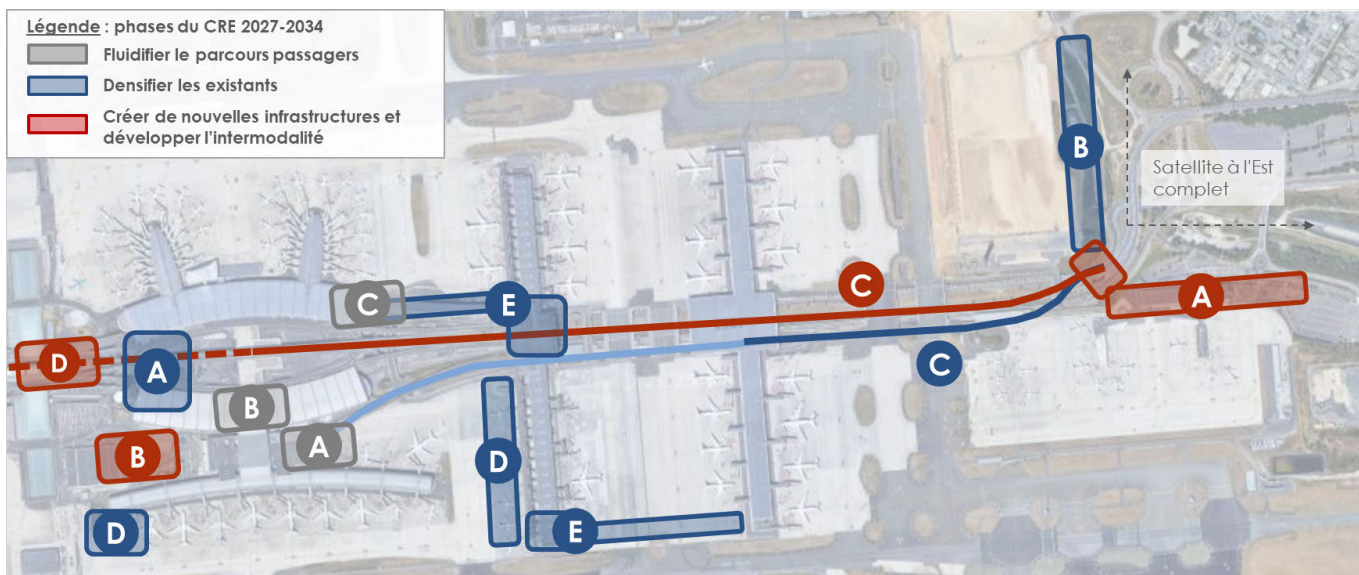 Légende : phases du CRE 2027-2034
Fluidifier le parcours passagers
Densifier les existants
Créer de nouvelles infrastructures et
développer l'intermodalité
B
Satellite à l'Est
complet
C
E
C
A
D
A
C
B
A
B
D
D
E